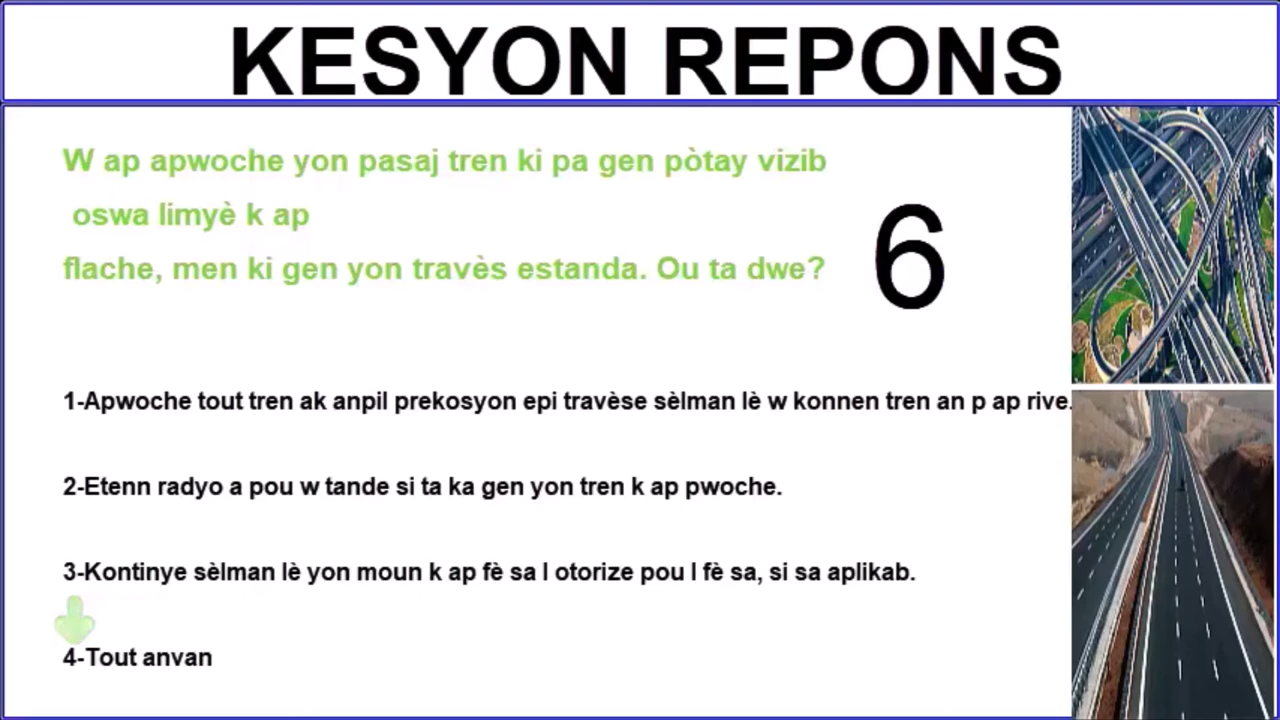 KESYON REPONS
W ap apwoche yon pasaj tren ki pa gen pòtay vizib
oswa limyè k ap
flache, men ki gen yon travès estanda. Ou ta dwe?
6
1-Apwoche tout tren ak anpil prekosyon epi travèse sèlman lè w konnen tren an p ap rive.
2-Etenn radyo a pou w tande si ta ka gen yon tren k ap pwoche.
3-Kontinye sèlman lè yon moun k ap fè sa l otorize pou l fè sa, si sa aplikab.
4-Tout anvan